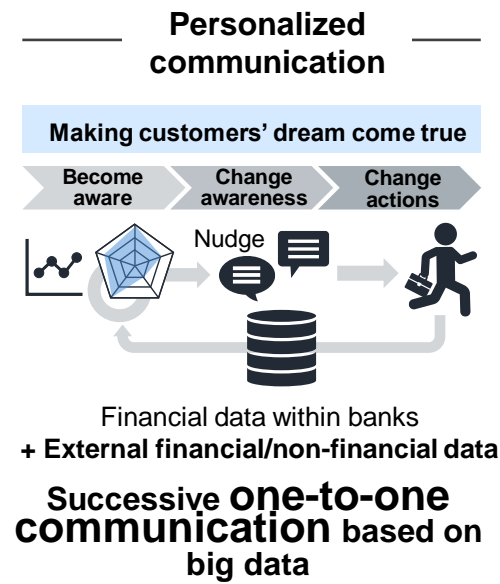 Personalized
communication
Making customers’ dream come true
Become
aware
Change
awareness
Change
actions
Nudge
Financial data within banks
+ External financial/non-financial data
Successive one-to-one
communication based on
big data